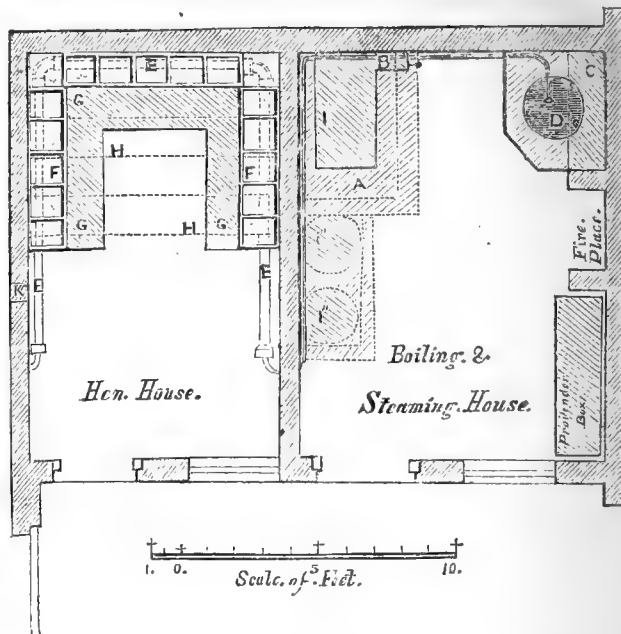 E
B
C
G
I
D
H
F
F
A
G
H
G
Fire.
Place.
K
E
E
Boiling. &
Hen. House.
Steaming. House.
Provender
Box.
1. 0. 5 10.
Scale. of. Feet.